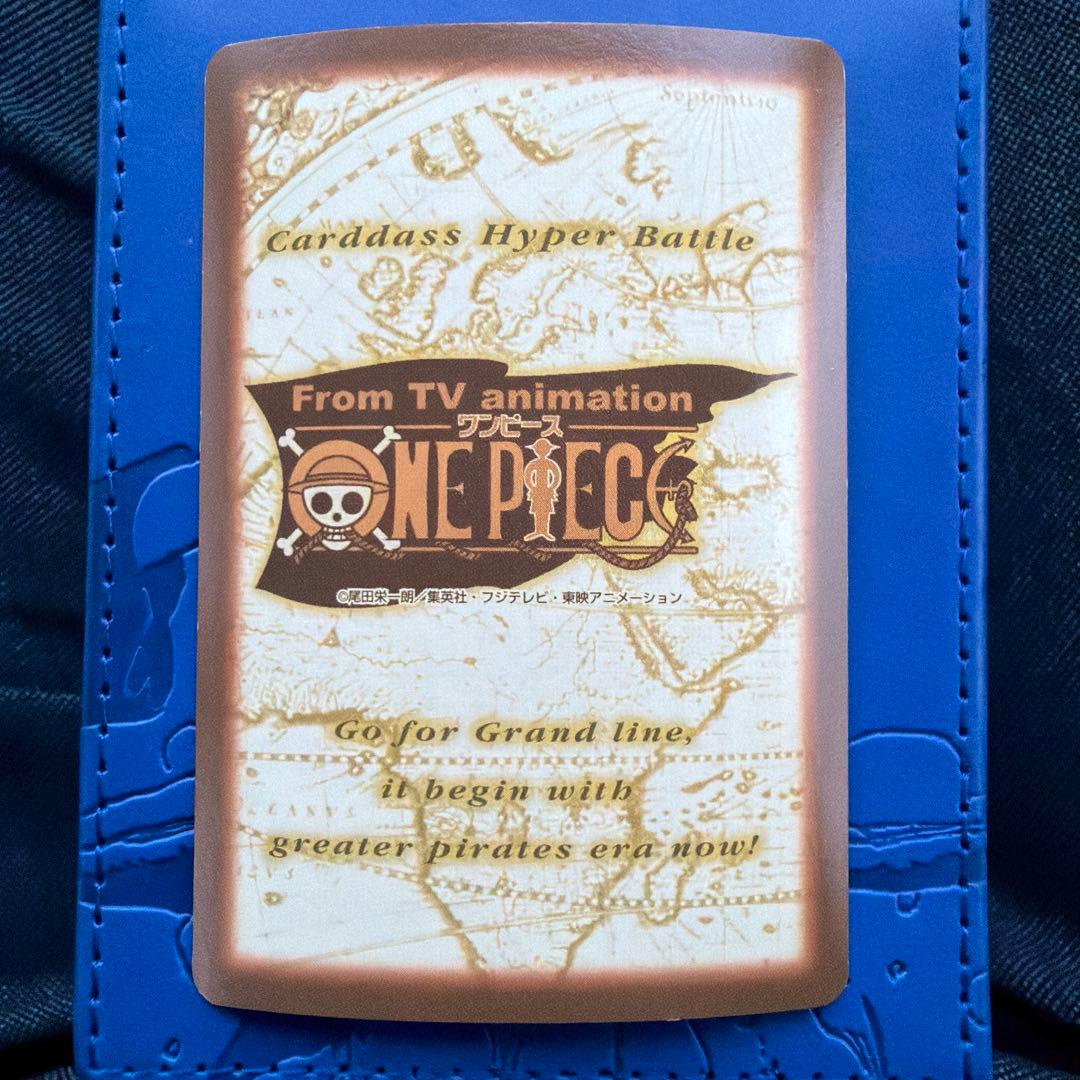 Septentrio
Carddass Hyper Battle
From TV animation
ワンピース
ONE PIECE
©尾田栄一朗／集英社・フジテレビ・東映アニメーション
Go for Grand line,
it begin with
greater pirates era now!